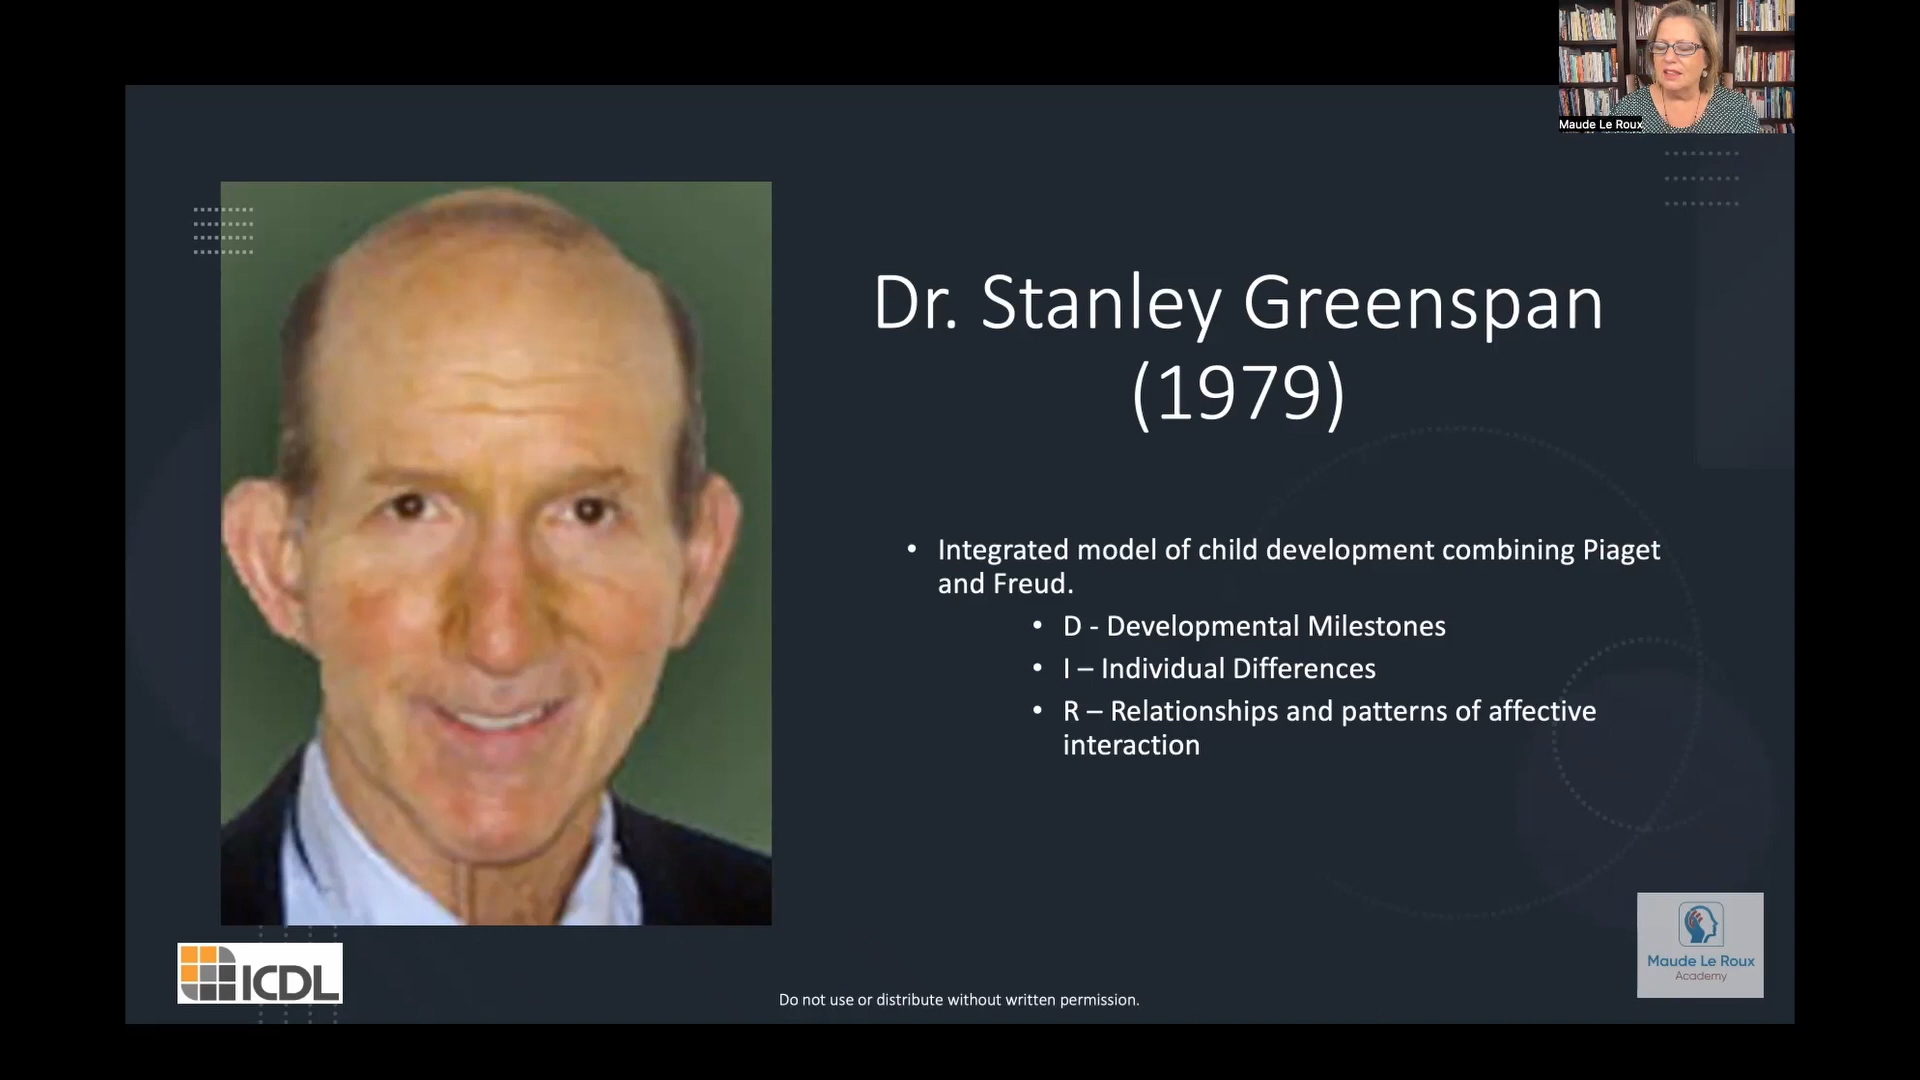 Maude Le Roux
Dr. Stanley Greenspan
(1979)
• Integrated model of child development combining Piaget
and Freud.
• D - Developmental Milestones
• I – Individual Differences
• R – Relationships and patterns of affective
interaction
ICDL
Do not use or distribute without written permission.
Maude Le Roux
Academy